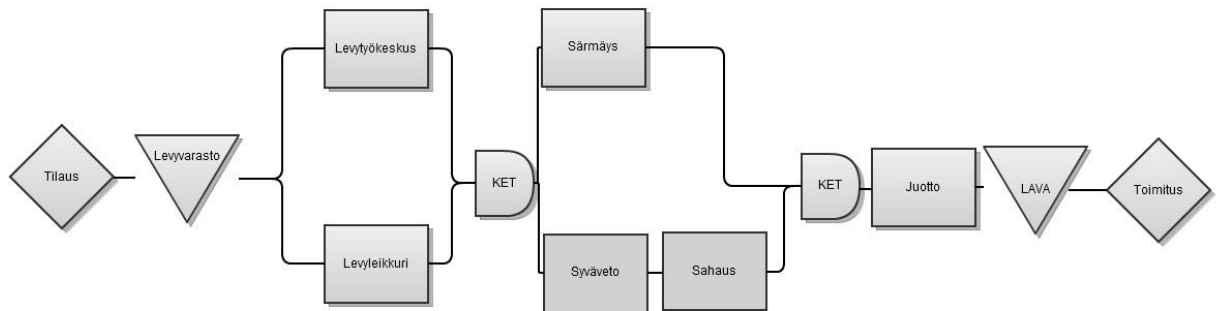 Tilaus
Levyvarasto
Levytyökeskus
Levyleikkuri
KET
Särmäys
Syväveto
Sahaus
KET
Juotto
LAVA
Toimitus